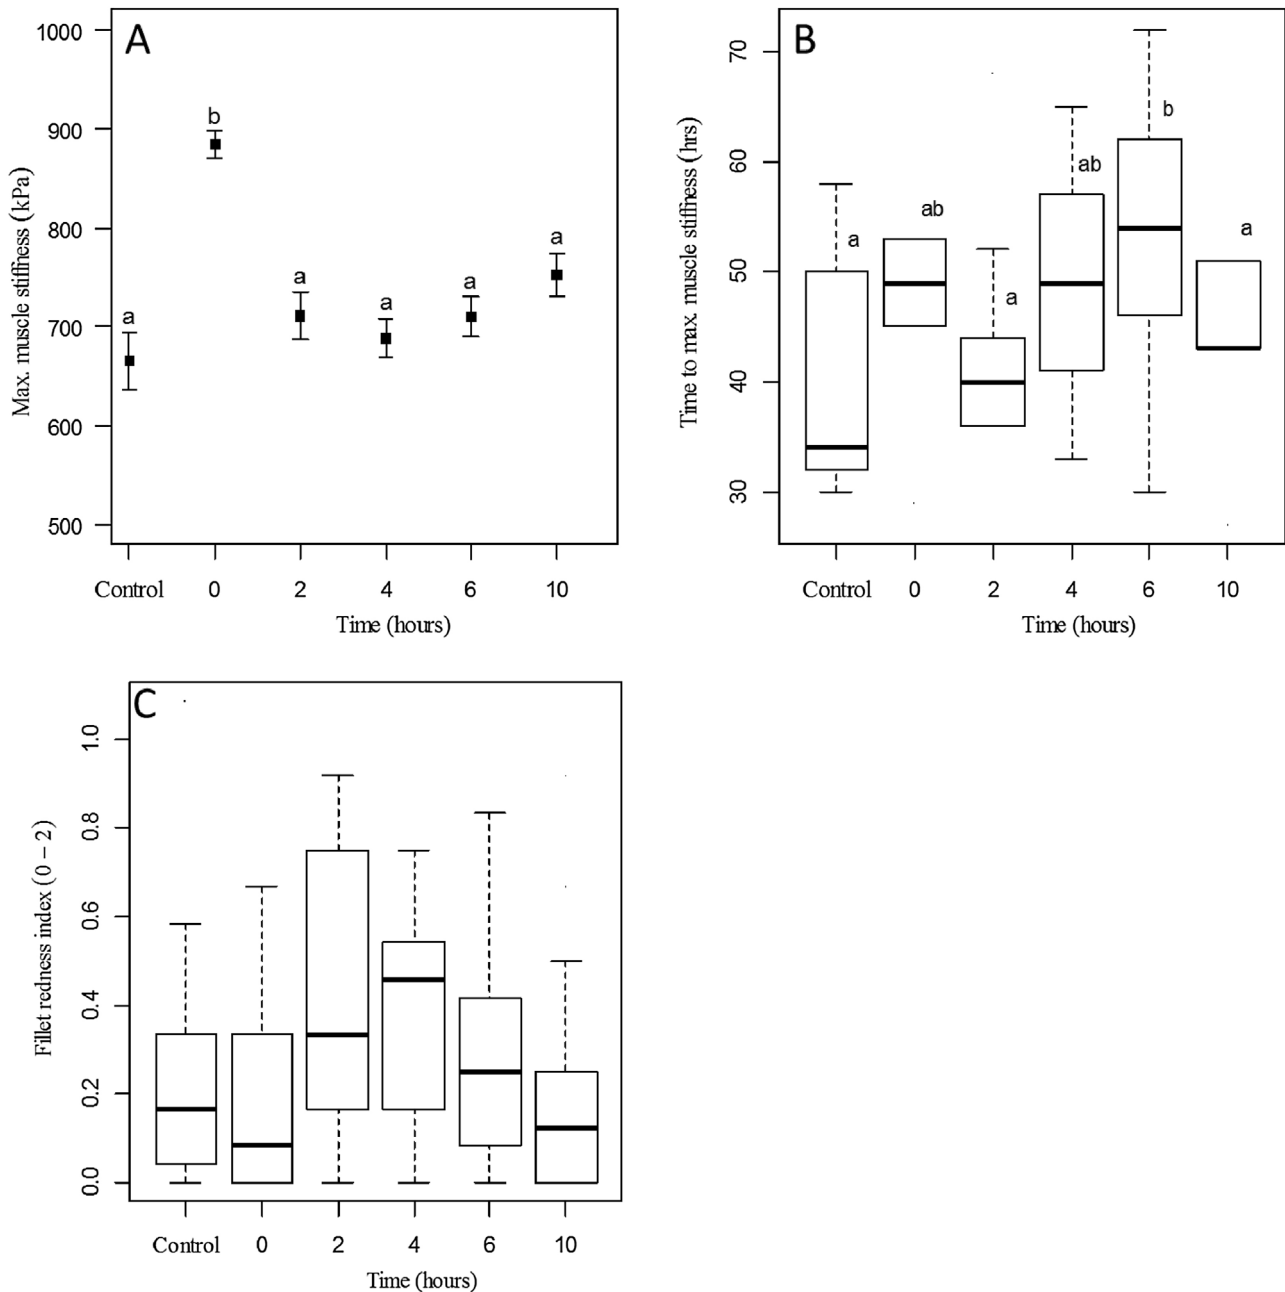 A
Max. muscle stiffness (kPa)
1000
900
800
700
600
500
a
b
a
a
a
a
Control 0 2 4 6 10
Time (hours)
B
Time to max. muscle stiffness (hrs)
70
60
50
40
30
a
ab
a
ab
b
a
Control 0 2 4 6 10
Time (hours)
C
Fillet redness index (0 – 2)
1.0
0.8
0.6
0.4
0.2
0.0
Control 0 2 4 6 10
Time (hours)